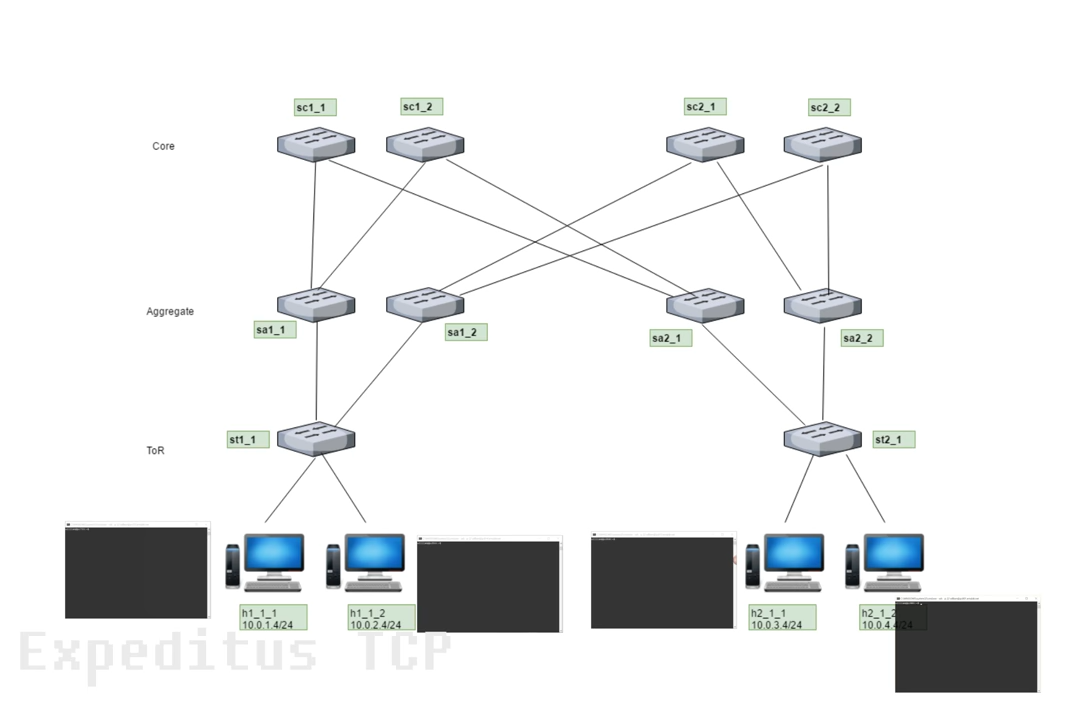 sc1_1
sc1_2
sc2_1
sc2_2
Core
Aggregate
sa1_1
sa1_2
sa2_1
sa2_2
st1_1
st2_1
ToR
h1_1_1
10.0.1.4/24
h1_1_2
10.0.2.4/24
h2_1_1
10.0.3.4/24
h2_1_2
10.0.4.4/24
Expeditus TCP